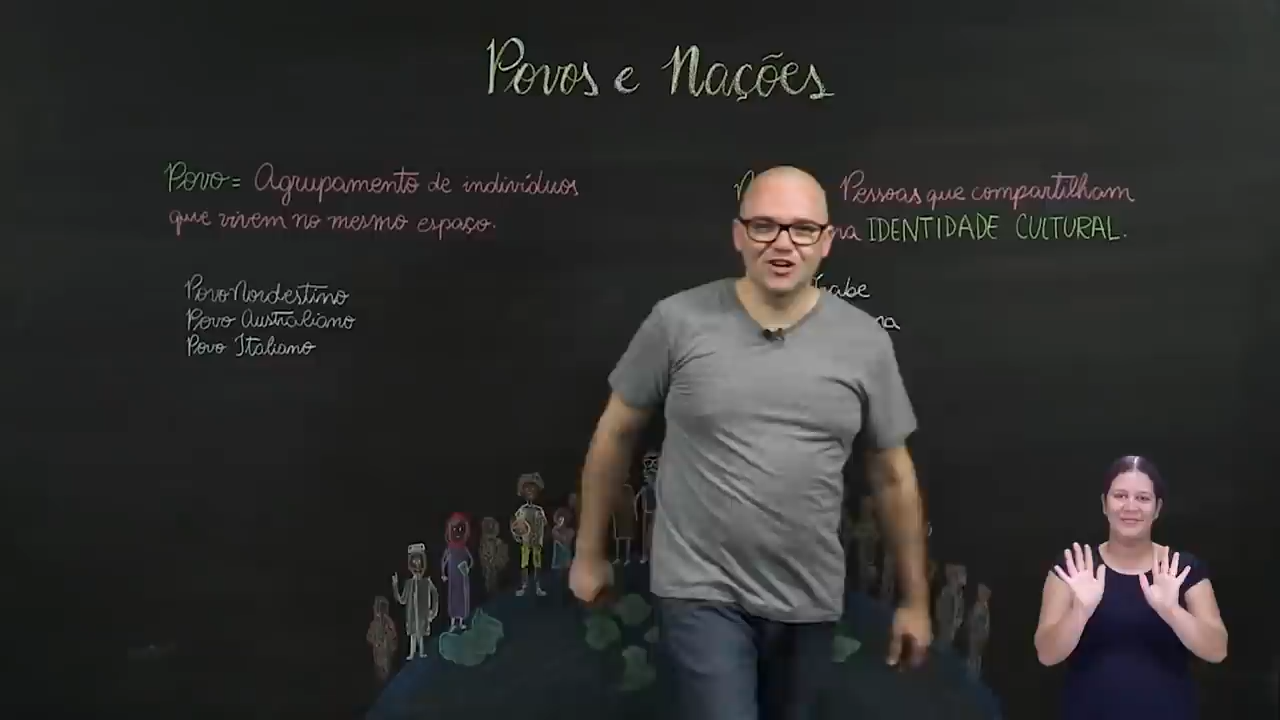 Povos e Nações
Povo = Agrupamento de indivíduos
que vivem no mesmo espaço.
Povo Nordestino
Povo Australiano
Povo Italiano
Pessoas que compartilham
IDENTIDADE CULTURAL.